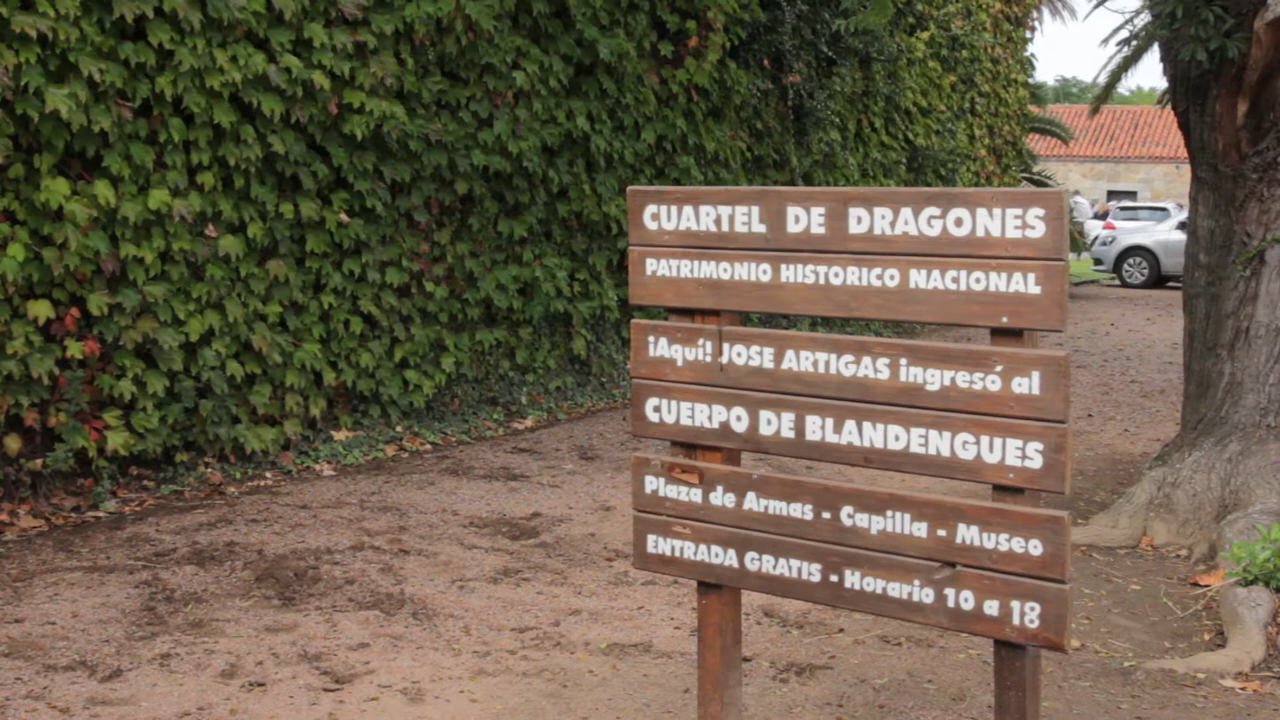 CUARTEL DE DRAGONES
PATRIMONIO HISTORICO NACIONAL
¡Aquí! JOSE ARTIGAS ingresó al
CUERPO DE BLANDENGUES
Plaza de Armas - Capilla - Museo
ENTRADA GRATIS - Horario 10 a 18